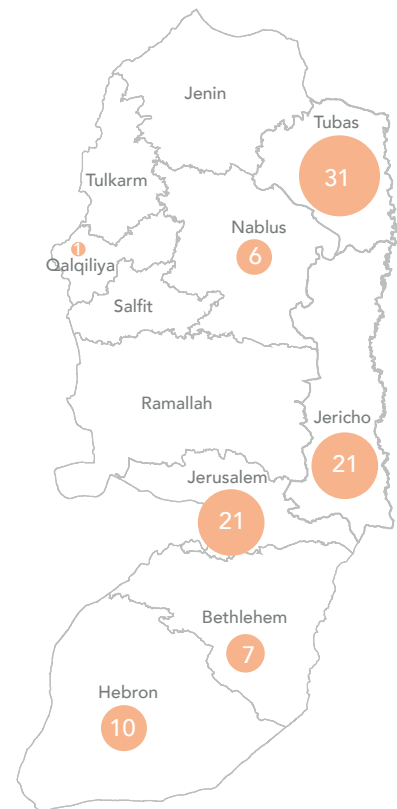 Jenin
Tubas
31
Tulkarm
Nablus
6
1
Qalqiliya
Salfit
Ramallah
Jericho
21
Jerusalem
21
Bethlehem
7
Hebron
10